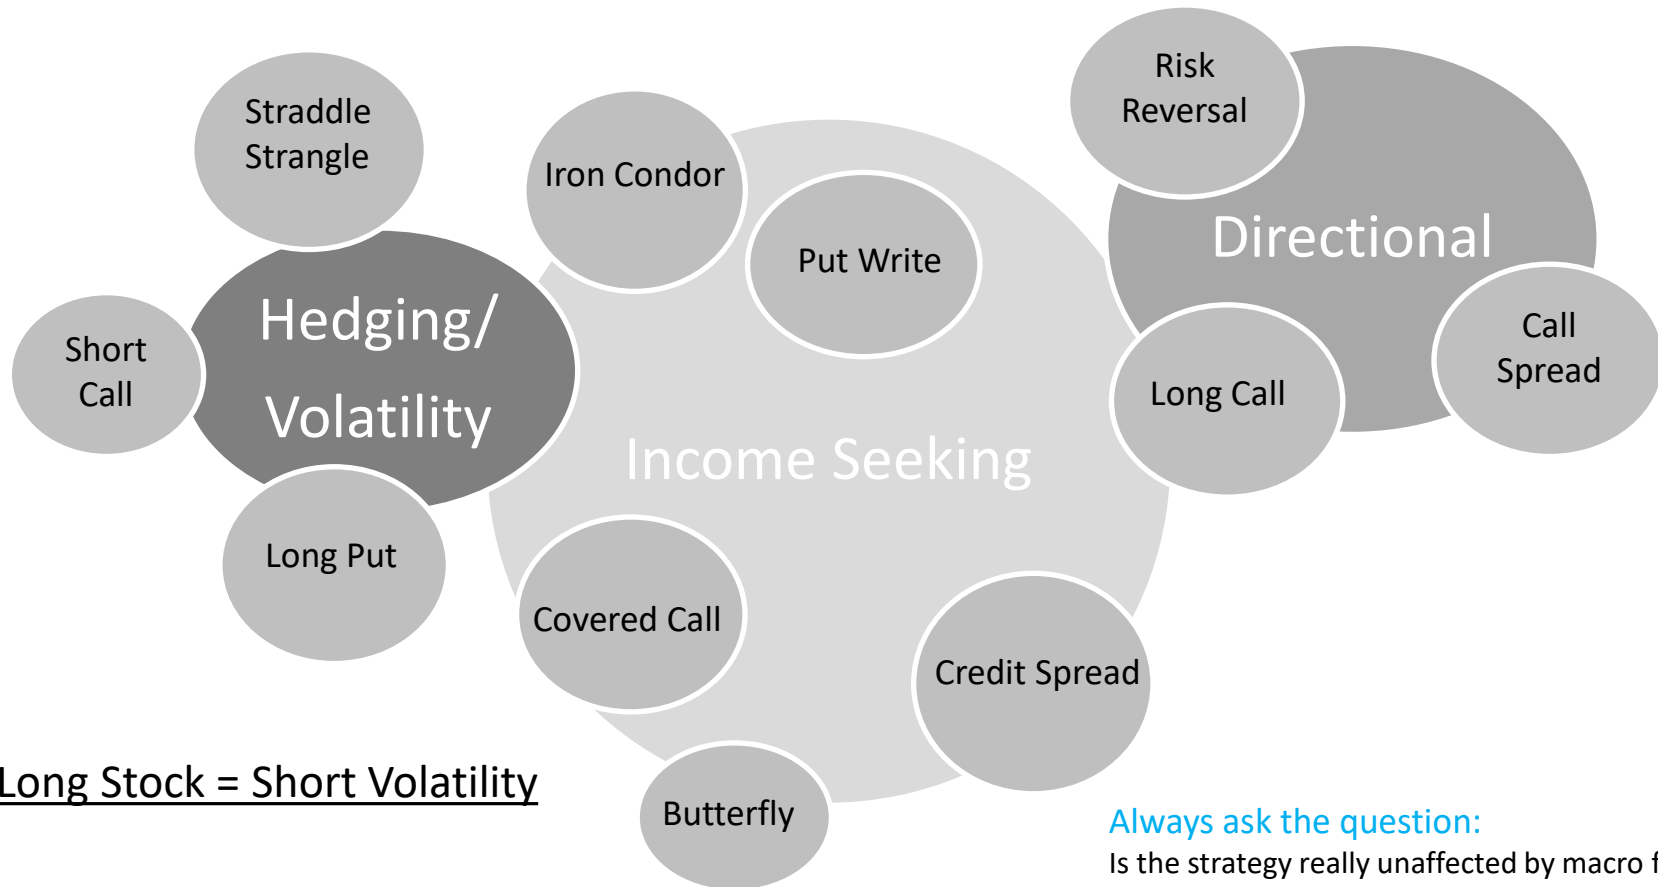 Straddle
Strangle
Short
Call
Hedging/
Volatility
Long Put
Iron Condor
Put Write
Income Seeking
Covered Call
Credit Spread
Butterfly
Risk
Reversal
Directional
Long Call
Call
Spread
Long Stock = Short Volatility
Always ask the question:
Is the strategy really unaffected by macro f